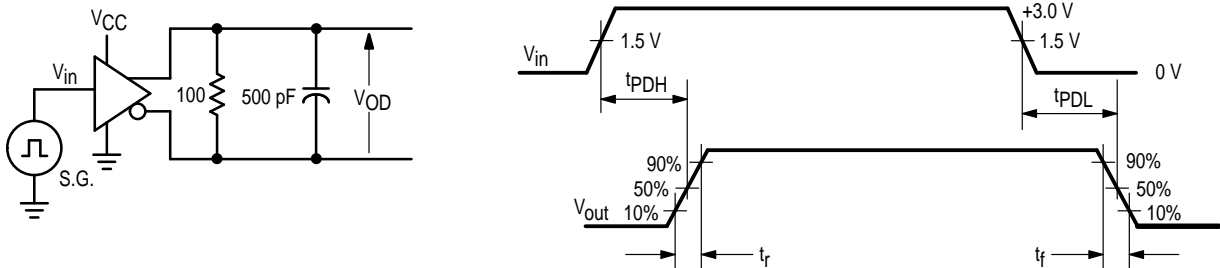 VCC
Vin
100
500 pF
VOD
S.G.
Vin
1.5 V
+3.0 V
1.5 V
0 V
tPDH
tPDL
90%
50%
10%
Vout
90%
50%
10%
tr
tf